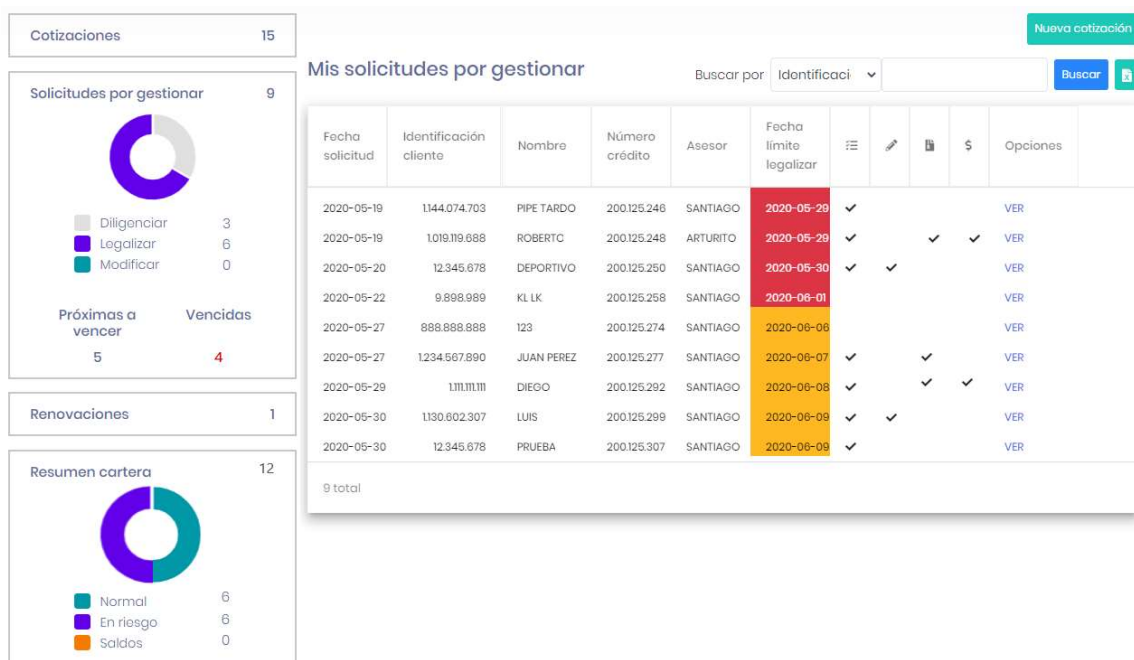 Cotizaciones 15
Solicitudes por gestionar 9
Diligenciar 3
Legalizar 6
Modificar 0
Próximas a vencer Vencidas
5 4
Renovaciones 1
Resumen cartera 12
Normal 6
En riesgo 6
Saldos 0
Nueva cotización
Mis solicitudes por gestionar
Buscar por Identificaci Buscar
Fecha solicitud Identificación cliente Nombre Número crédito Asesor Fecha límite legalizar $ Opciones
2020-05-19 1.144.074.703 PIPE TARDO 200.125.246 SANTIAGO 2020-05-29 ✓ VER
2020-05-19 1.019.119.688 ROBERTO 200.125.248 ARTURITO 2020-05-29 ✓ ✓ ✓ VER
2020-05-20 12.345.678 DEPORTIVO 200.125.250 SANTIAGO 2020-05-30 ✓ ✓ VER
2020-05-22 9.898.989 KL LK 200.125.258 SANTIAGO 2020-06-01 VER
2020-05-27 888.888.888 123 200.125.274 SANTIAGO 2020-06-06 VER
2020-05-27 1.234.567.890 JUAN PEREZ 200.125.277 SANTIAGO 2020-06-07 ✓ ✓ VER
2020-05-29 1.111.111.111 DIEGO 200.125.292 SANTIAGO 2020-06-08 ✓ ✓ ✓ VER
2020-05-30 1.130.602.307 LUIS 200.125.299 SANTIAGO 2020-06-09 ✓ ✓ VER
2020-05-30 12.345.678 PRUEBA 200.125.307 SANTIAGO 2020-06-09 ✓ VER
9 total